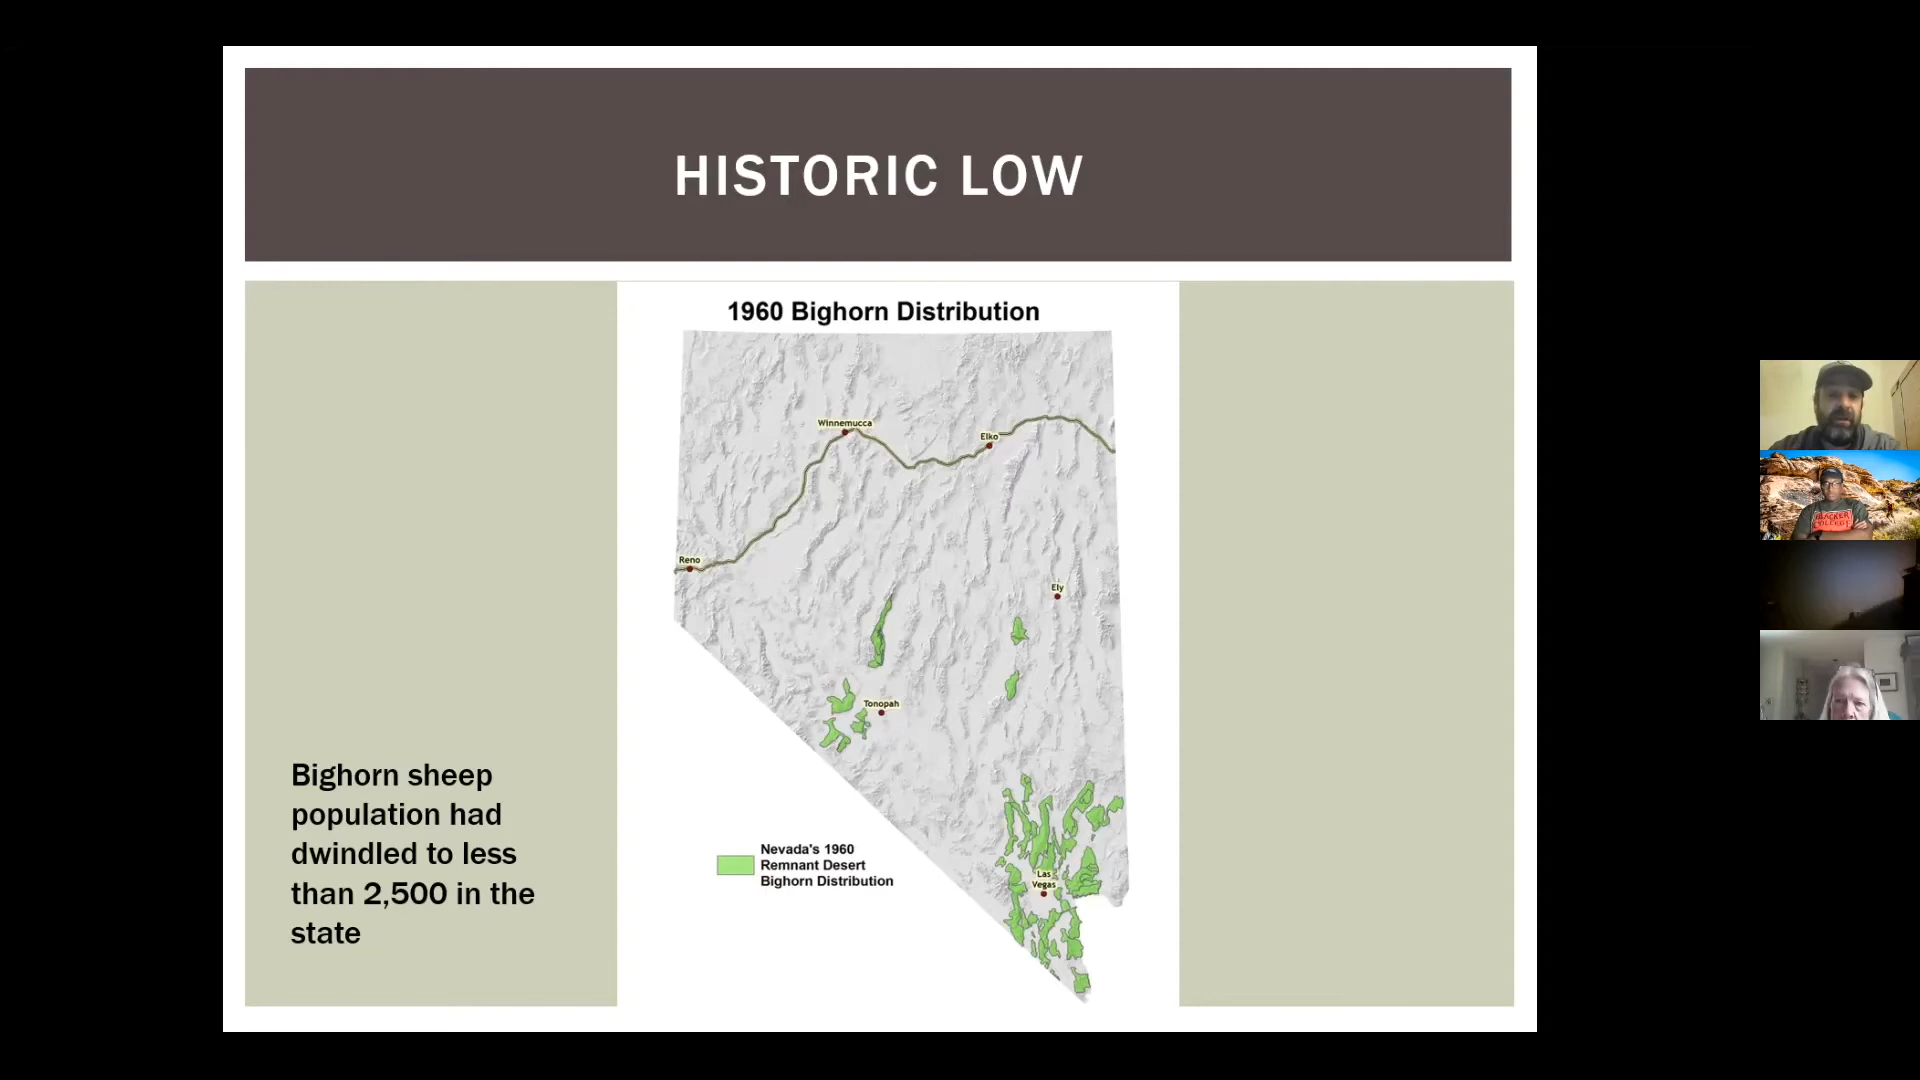 HISTORIC LOW
1960 Bighorn Distribution
Winnemucca
Elko
Reno
Ely
Tonopah
Las
Vegas
Nevada's 1960
Remnant Desert
Bighorn Distribution
Bighorn sheep
population had
dwindled to less
than 2,500 in the
state
COLLEGE